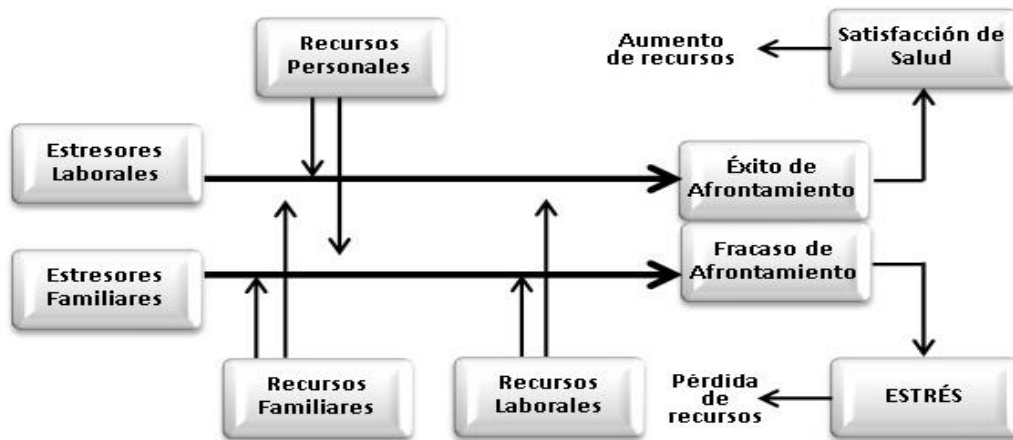 Recursos
Personales
Aumento
de recursos
Satisfacción de
Salud
Estresores
Laborales
Éxito de
Afrontamiento
Estresores
Familiares
Fracaso de
Afrontamiento
Recursos
Familiares
Recursos
Laborales
Pérdida
de
recursos
ESTRÉS